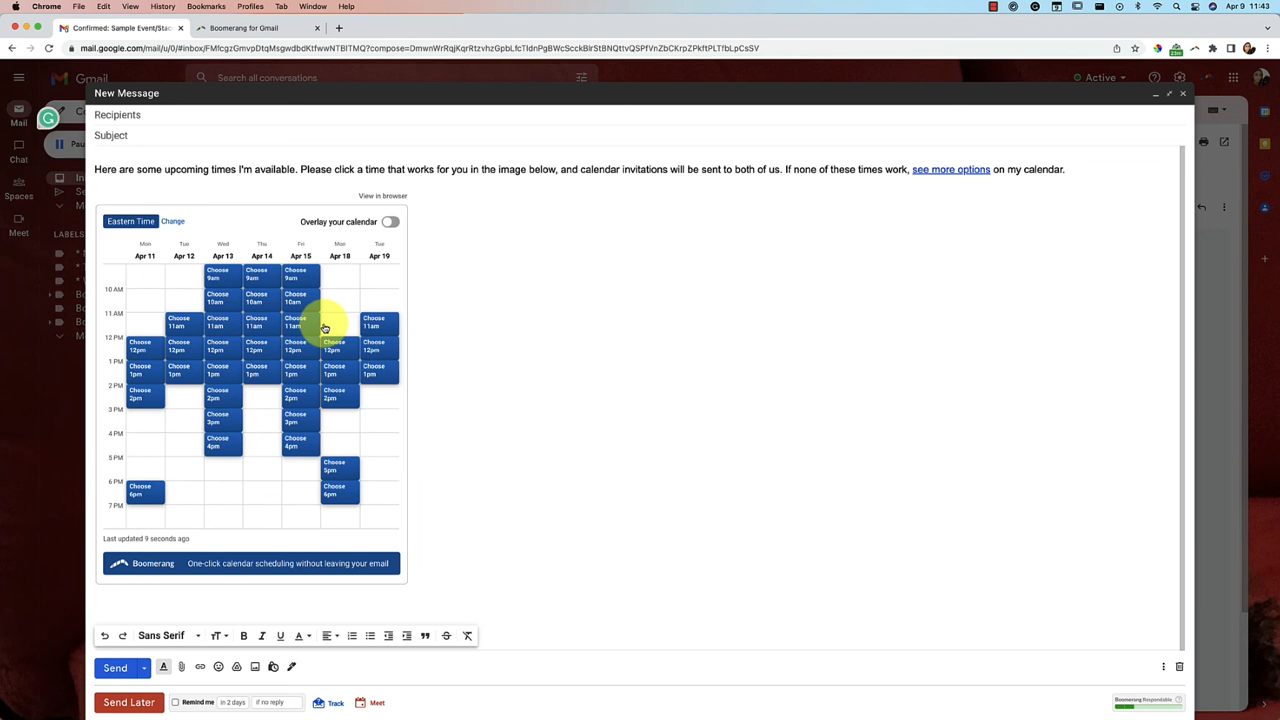 Chrome File Edit View History Bookmarks Profiles Tab Window Help Apr 9 11:43
Confirmed: Sample Event/Stac Boomerang for Gmail
mail.google.com/mail/u/0/#inbox/
Gmail Search all conversations Active
New Message
Recipients
Subject
Mail
Chat
Spaces
Meet
LABELS
Here are some upcoming times I'm available. Please click a time that works for you in the image below, and calendar invitations will be sent to both of us. If none of these times work, see more options on my calendar.
View in browser
Eastern Time Change Overlay your calendar
Mon Tue Wed Thu Fri Mon Tue
Apr 11 Apr 12 Apr 13 Apr 14 Apr 15 Apr 18 Apr 19
Choose Choose Choose
9am 9am 9am
10 AM
Choose Choose Choose
10am 10am 10am
11 AM
Choose Choose Choose Choose Choose
11am 11am 11am 11am 11am
12 PM
Choose Choose Choose Choose Choose Choose Choose
12pm 12pm 12pm 12pm 12pm 12pm 12pm
1 PM
Choose Choose Choose Choose Choose Choose Choose
1pm 1pm 1pm 1pm 1pm 1pm 1pm
2 PM
Choose Choose Choose Choose
2pm 2pm 2pm 2pm
3 PM
Choose Choose
3pm 3pm
4 PM
Choose Choose
4pm 4pm
5 PM
Choose
5pm
6 PM
Choose Choose
6pm 6pm
7 PM
Last updated 9 seconds ago
Boomerang One-click calendar scheduling without leaving your email
Sans Serif
Send
Send Later Remind me in 2 days if no reply Track Meet Boomerang Respondable